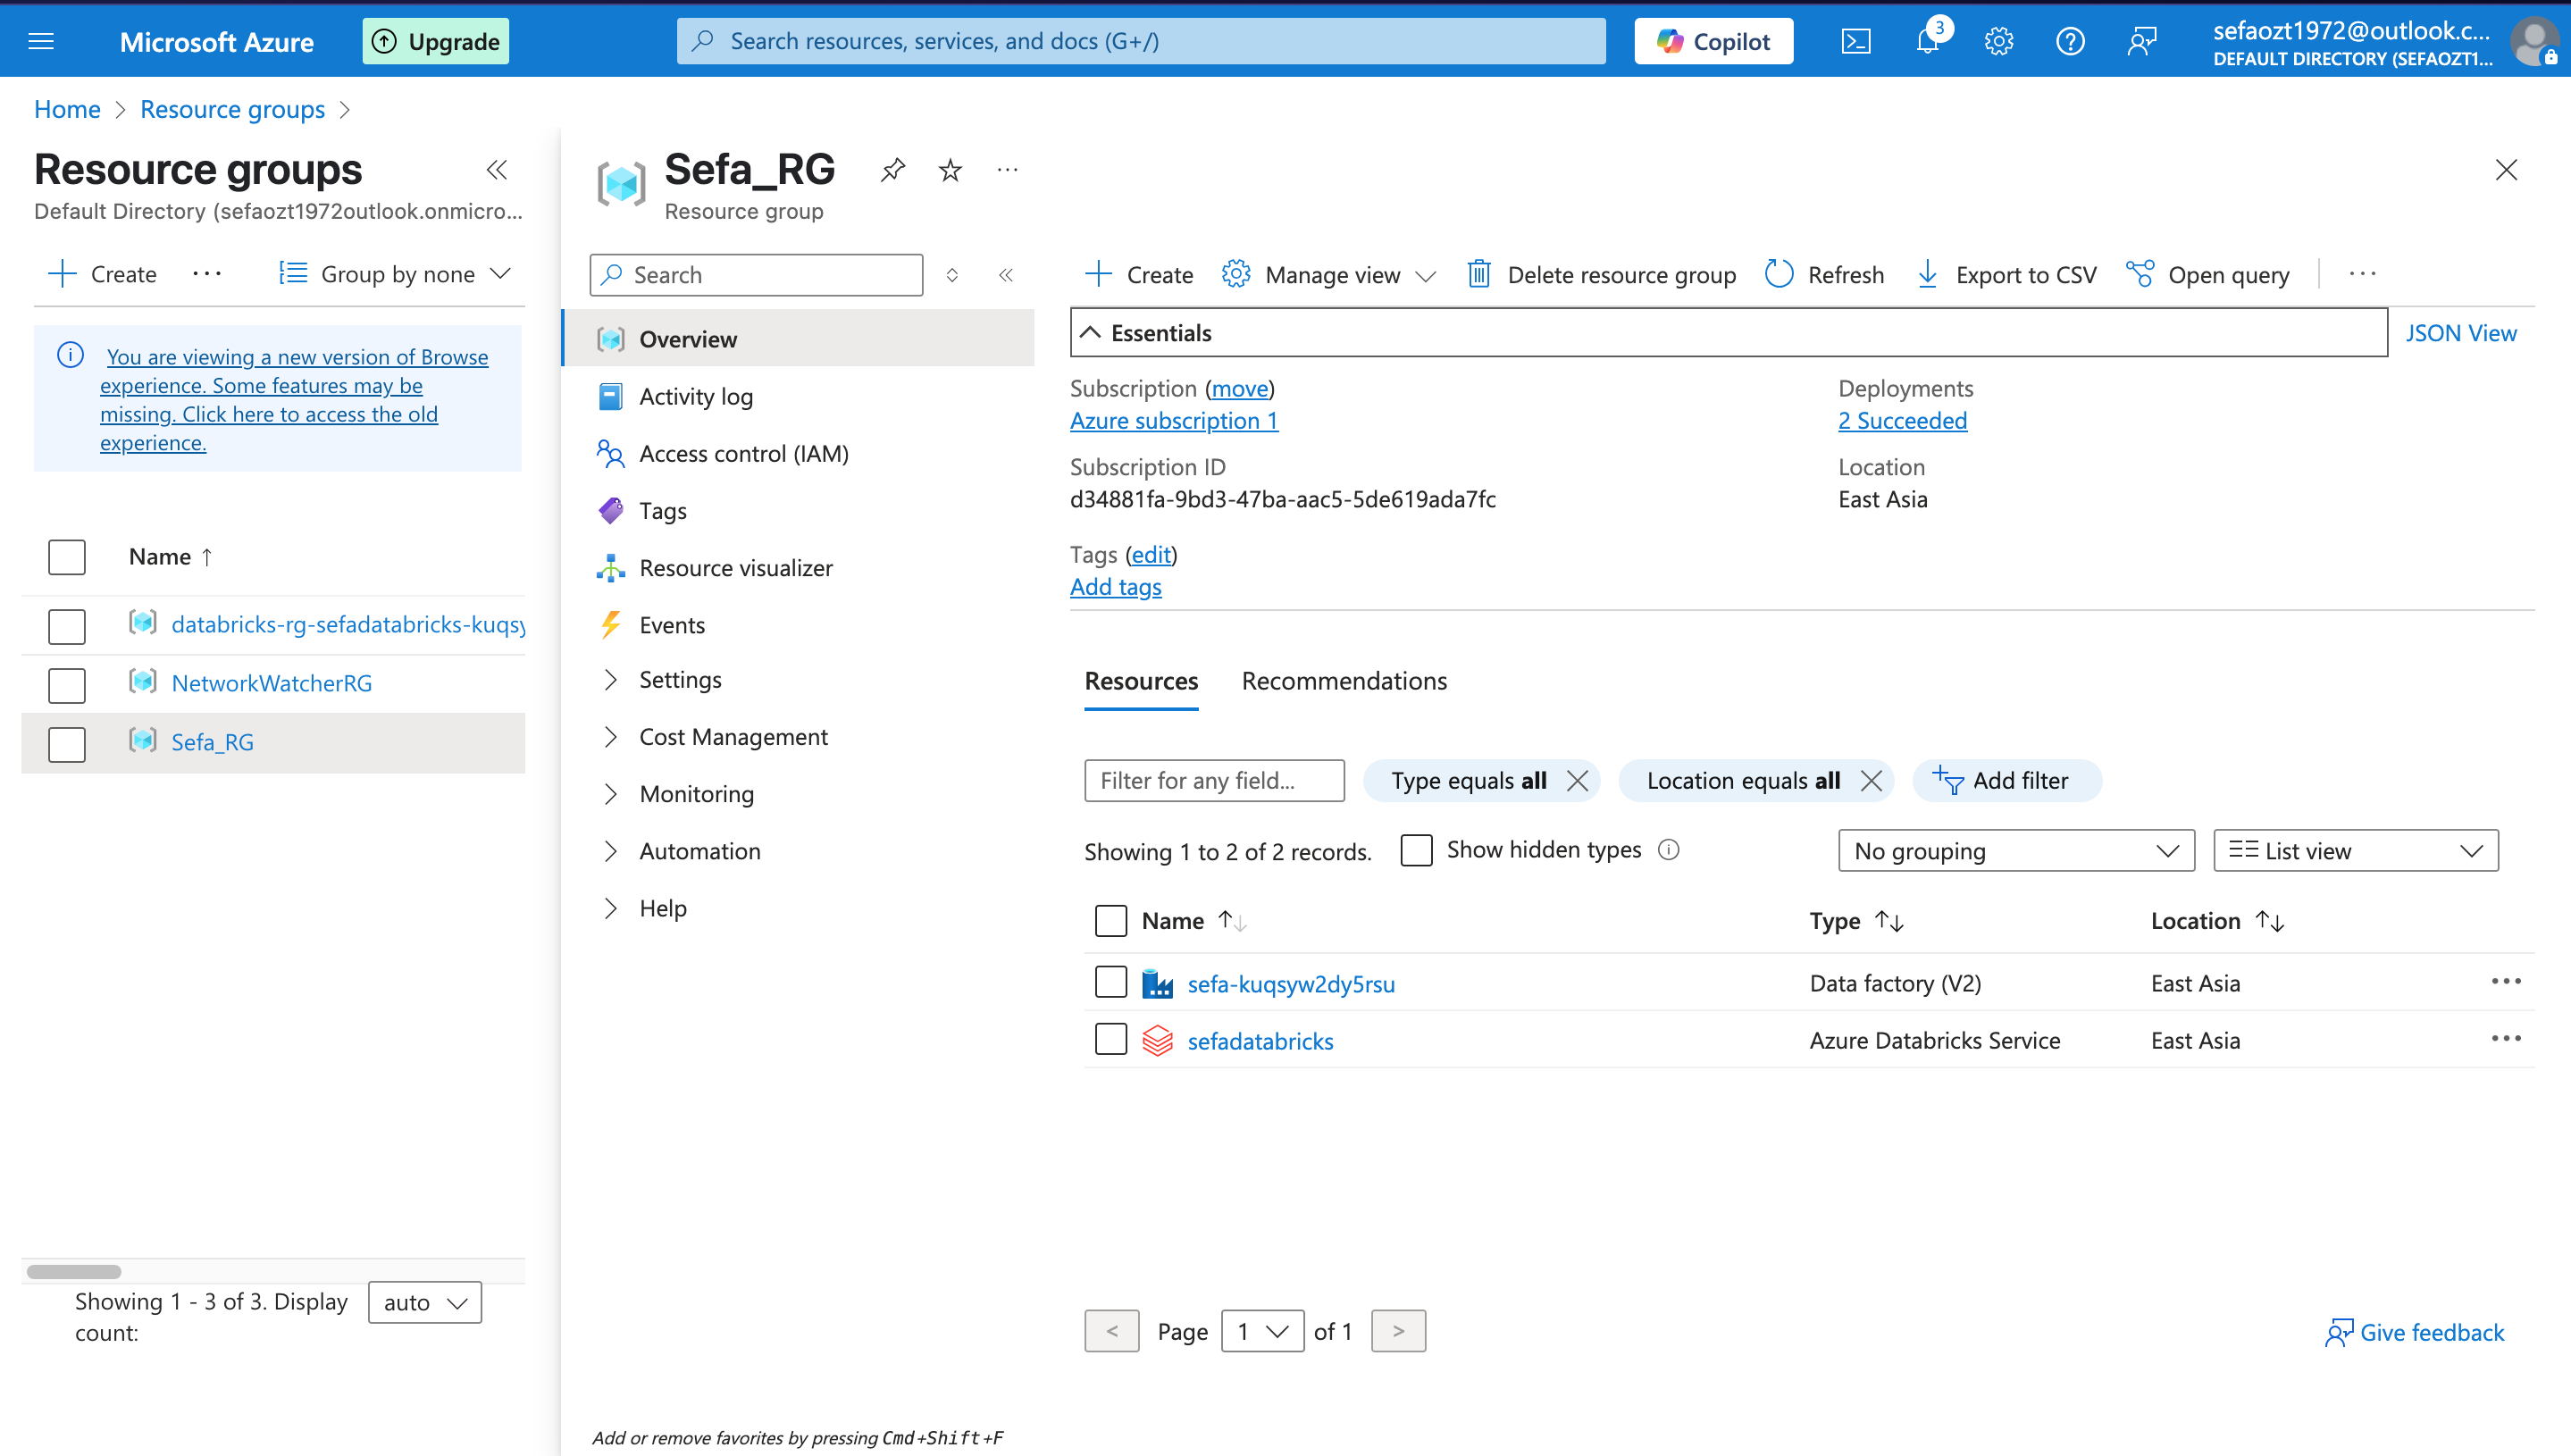 Microsoft Azure
Upgrade
Search resources, services, and docs (G+/)
Copilot
3
sefaozt1972@outlook.c...
DEFAULT DIRECTORY (SEFAOZT1...
Home > Resource groups >
Resource groups
Default Directory (sefaozt1972outlook.onmicro...
Create
Group by none
You are viewing a new version of Browse
experience. Some features may be
missing. Click here to access the old
experience.
Name ↑
databricks-rg-sefadatabricks-kuqsy
NetworkWatcherRG
Sefa_RG
Showing 1 - 3 of 3. Display
count:
auto
Sefa_RG
Resource group
Search
Overview
Activity log
Access control (IAM)
Tags
Resource visualizer
Events
Settings
Cost Management
Monitoring
Automation
Help
Add or remove favorites by pressing Cmd+Shift+F
Create
Manage view
Delete resource group
Refresh
Export to CSV
Open query
Essentials
JSON View
Subscription (move)
Azure subscription 1
Subscription ID
d34881fa-9bd3-47ba-aac5-5de619ada7fc
Tags (edit)
Add tags
Deployments
2 Succeeded
Location
East Asia
Resources
Recommendations
Filter for any field...
Type equals all
Location equals all
Add filter
Showing 1 to 2 of 2 records.
Show hidden types
No grouping
List view
Name ↑↓ Type ↑↓ Location ↑↓
sefa-kuqsyw2dy5rsu Data factory (V2) East Asia
sefadatabricks Azure Databricks Service East Asia
< Page 1 of 1 >
Give feedback